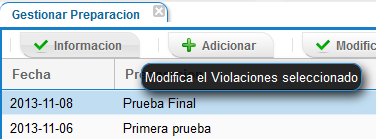 Gestionar Preparacion
Informacion
Adicionar
Modific
Fecha
Pr
Modifica el Violaciones seleccionado
2013-11-08 Prueba Final
2013-11-06 Primera prueba